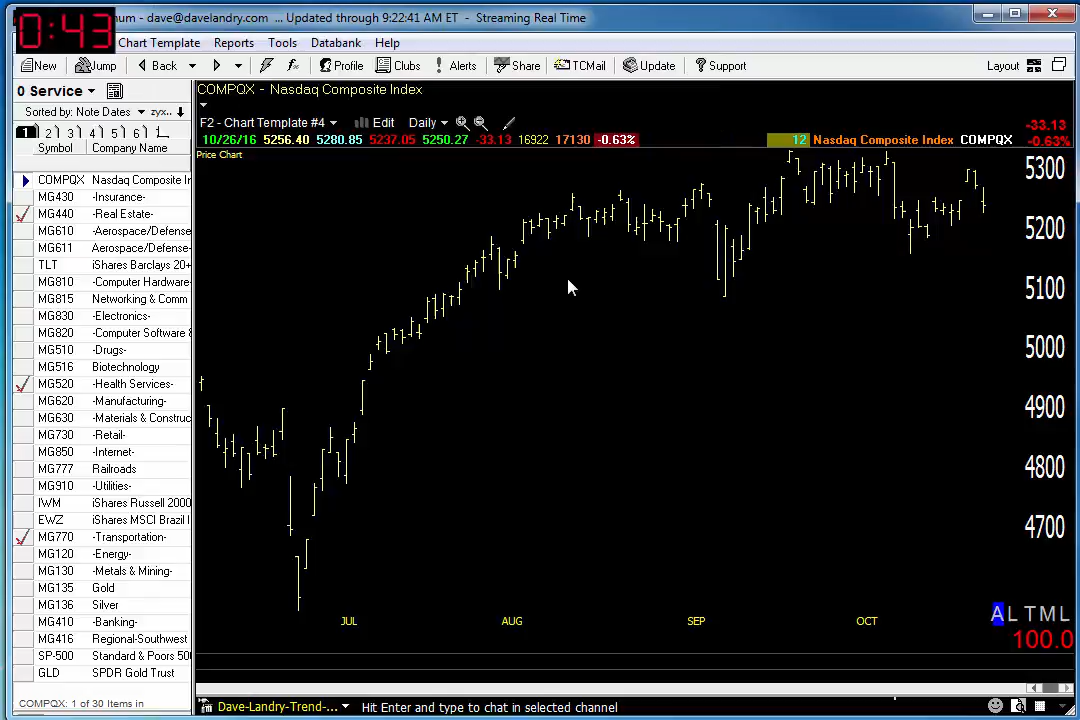 num - dave@davelandry.com ... Updated through 9:22:41 AM ET - Streaming Real Time
0:43
Chart Template Reports Tools Databank Help
New Jump Back Profile Clubs Alerts Share TCMail Update Support Layout
0 Service
Sorted by: Note Dates zyx..
1 2 3 4 5 6
Symbol Company Name
COMPQX Nasdaq Composite In
MG430 -Insurance-
MG440 -Real Estate-
MG610 -Aerospace/Defense
MG611 Aerospace/Defense-
TLT iShares Barclays 20+
MG810 -Computer Hardware-
MG815 Networking & Comm
MG830 -Electronics-
MG820 -Computer Software &
MG510 -Drugs-
MG516 Biotechnology
MG520 -Health Services-
MG620 -Manufacturing-
MG630 -Materials & Construc
MG730 -Retail-
MG850 -Internet-
MG777 Railroads
MG910 -Utilities-
IWM iShares Russell 2000
EWZ iShares MSCI Brazil I
MG770 -Transportation-
MG120 -Energy-
MG130 -Metals & Mining-
MG135 Gold
MG136 Silver
MG410 -Banking-
MG416 Regional-Southwest
SP-500 Standard & Poors 500
GLD SPDR Gold Trust
COMPQX: 1 of 30 Items in
COMPQX - Nasdaq Composite Index
F2 - Chart Template #4 Edit Daily
10/26/16 5256.40 5280.85 5237.05 5250.27 -33.13 16922 17130 -0.63% 12 Nasdaq Composite Index COMPQX
-33.13
-0.63%
Price Chart
5300
5200
5100
5000
4900
4800
4700
JUL AUG SEP OCT
A L T M L
100.0
Dave-Landry-Trend-... Hit Enter and type to chat in selected channel